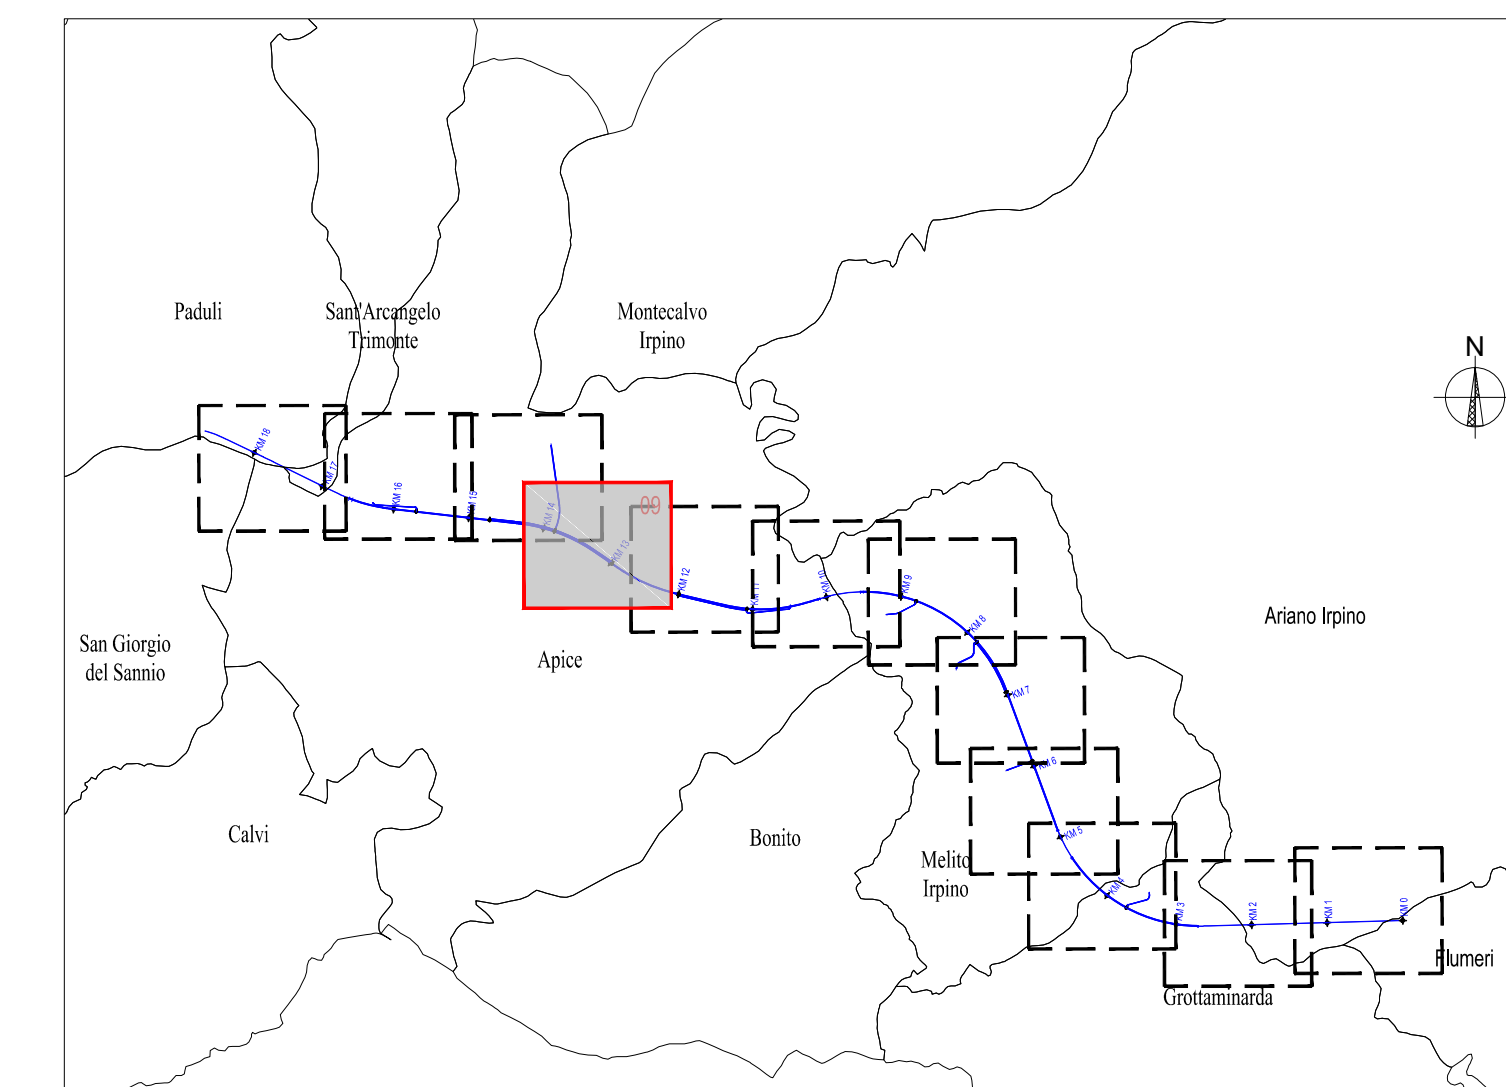 Paduli
Sant'Arcangelo
Trimonte
Montecalvo
Irpino
N
KM 18
KM 17
KM 16
KM 15
KM 14
09
KM 13
KM 12
KM 11
KM 10
KM 9
KM 8
KM 7
KM 6
KM 5
KM 4
KM 3
KM 2
KM 1
KM 0
Ariano Irpino
San Giorgio
del Sannio
Apice
Calvi
Bonito
Melito
Irpino
Flumeri
Grottaminarda